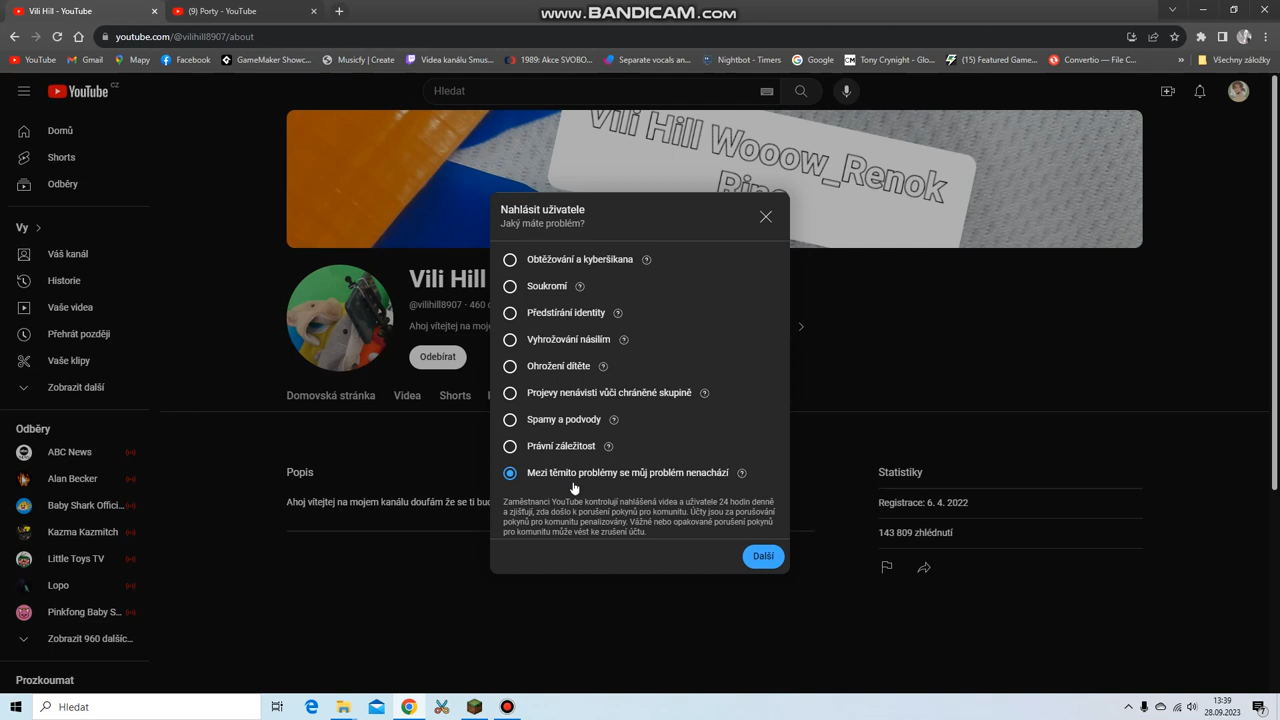 www.BANDICAM.com
Vili Hill - YouTube
(9) Porty - YouTube
youtube.com/@vilihill8907/about
YouTube
Gmail
Mapy
Facebook
GameMaker Showc...
Musicfy | Create
Video kanálu Smus...
1989: Akce SVOBO...
Separate vocals an...
Nightbot - Timers
Google
Tony Crynight - Glo...
(15) Featured Game...
Convertio — File C...
»
Všechny záložky
YouTube CZ
Hledat
Domů
Shorts
Odběry
Vy
Váš kanál
Historie
Vaše videa
Přehrát později
Vaše klipy
Zobrazit další
Odběry
ABC News
Alan Becker
Baby Shark Offici...
Kazma Kazmitch
Little Toys TV
Lopo
Pinkfong Baby S...
Zobrazit 960 dalšíc...
Prozkoumat
Vili Hill Wooow_Renok
Vili Hill
@vilihill8907 · 460
Ahoj vítejtej na moje
Odebírat
Domovská stránka
Videa
Shorts
Popis
Ahoj vítejtej na mojem kanálu doufám že se ti bud
Nahlásit uživatele
Jaký máte problém?
Obtěžování a kyberšikana
Soukromí
Předstírání identity
Vyhrožování násilím
Ohrožení dítěte
Projevy nenávisti vůči chráněné skupině
Spamy a podvody
Právní záležitost
Mezi těmito problémy se můj problém nenachází
Zaměstnanci YouTube kontrolují nahlášená videa a uživatele 24 hodin denně
a zjišťují, zda došlo k porušení pokynů pro komunitu. Účty jsou za porušování
pokynů pro komunitu penalizovány. Vážné nebo opakované porušení pokynů
pro komunitu může vést ke zrušení účtu.
Další
Statistiky
Registrace: 6. 4. 2022
143 809 zhlédnutí
Hledat
13:39
28.09.2023